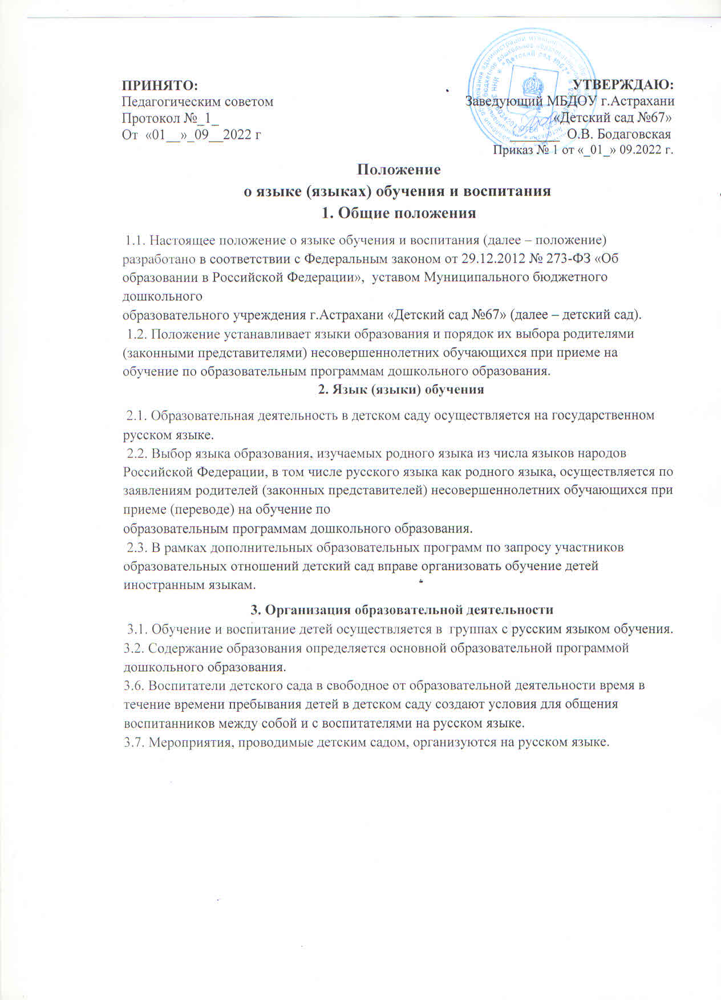 ПРИНЯТО:
Педагогическим советом
Протокол №_1_
От «01__»_09__2022 г
УТВЕРЖДАЮ:
Заведующий МБДОУ г.Астрахани
«Детский сад №67»
_______ О.В. Бодаговская
Приказ № 1 от «_01_» 09.2022 г.
Положение
о языке (языках) обучения и воспитания
1. Общие положения
1.1. Настоящее положение о языке обучения и воспитания (далее – положение)
разработано в соответствии с Федеральным законом от 29.12.2012 № 273-ФЗ «Об
образовании в Российской Федерации», уставом Муниципального бюджетного
дошкольного
образовательного учреждения г.Астрахани «Детский сад №67» (далее – детский сад).
1.2. Положение устанавливает языки образования и порядок их выбора родителями
(законными представителями) несовершеннолетних обучающихся при приеме на
обучение по образовательным программам дошкольного образования.
2. Язык (языки) обучения
2.1. Образовательная деятельность в детском саду осуществляется на государственном
русском языке.
2.2. Выбор языка образования, изучаемых родного языка из числа языков народов
Российской Федерации, в том числе русского языка как родного языка, осуществляется по
заявлениям родителей (законных представителей) несовершеннолетних обучающихся при
приеме (переводе) на обучение по
образовательным программам дошкольного образования.
2.3. В рамках дополнительных образовательных программ по запросу участников
образовательных отношений детский сад вправе организовать обучение детей
иностранным языкам.
3. Организация образовательной деятельности
3.1. Обучение и воспитание детей осуществляется в группах с русским языком обучения.
3.2. Содержание образования определяется основной образовательной программой
дошкольного образования.
3.6. Воспитатели детского сада в свободное от образовательной деятельности время в
течение времени пребывания детей в детском саду создают условия для общения
воспитанников между собой и с воспитателями на русском языке.
3.7. Мероприятия, проводимые детским садом, организуются на русском языке.